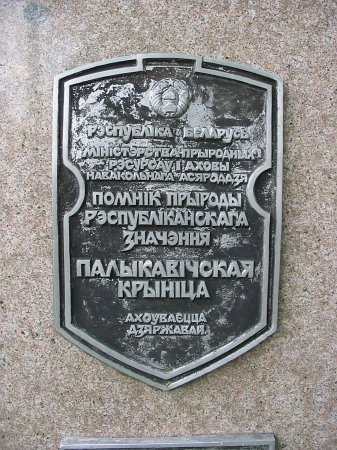 РЭСПУБЛІКА БЕЛАРУСЬ
МІНІСТЭРСТВА ПРЫРОДНЫХ
РЭСУРСАЎ І АХОВЫ
НАВАКОЛЬНАГА АСЯРОДДЗЯ
ПОМНІК ПРЫРОДЫ
РЭСПУБЛІКАНСКАГА
ЗНАЧЭННЯ
ПАЛЫКАВІЧСКАЯ
КРЫНІЦА
АХОЎВАЕЦЦА
ДЗЯРЖАВАЙ